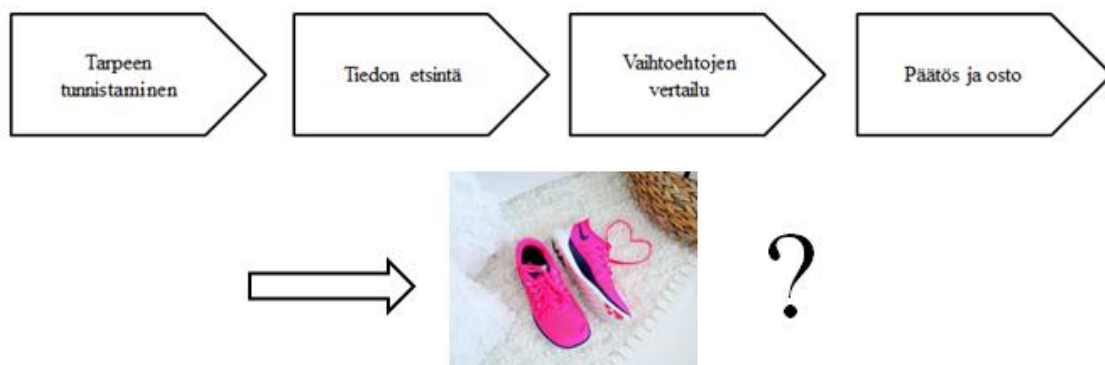 Tarpeen
tunnistaminen
Tiedon etsintä
Vaihtoehtojen
vertailu
Päätös ja osto
?